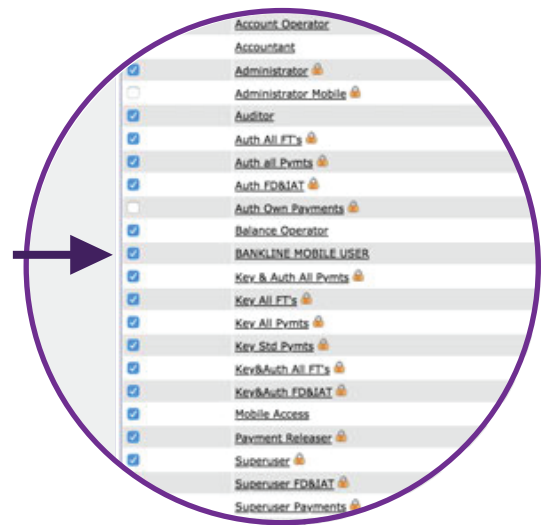 Account Operator
Accountant
Administrator
Administrator Mobile
Auditor
Auth All FT's
Auth all Pymts
Auth FD&IAT
Auth Own Payments
Balance Operator
BANKLINE MOBILE USER
Key & Auth All Pymts
Key All FT's
Key All Pymts
Key Std Pymts
Key&Auth All FT's
Key&Auth FD&IAT
Mobile Access
Payment Releaser
Superuser
Superuser FD&IAT
Superuser Payments